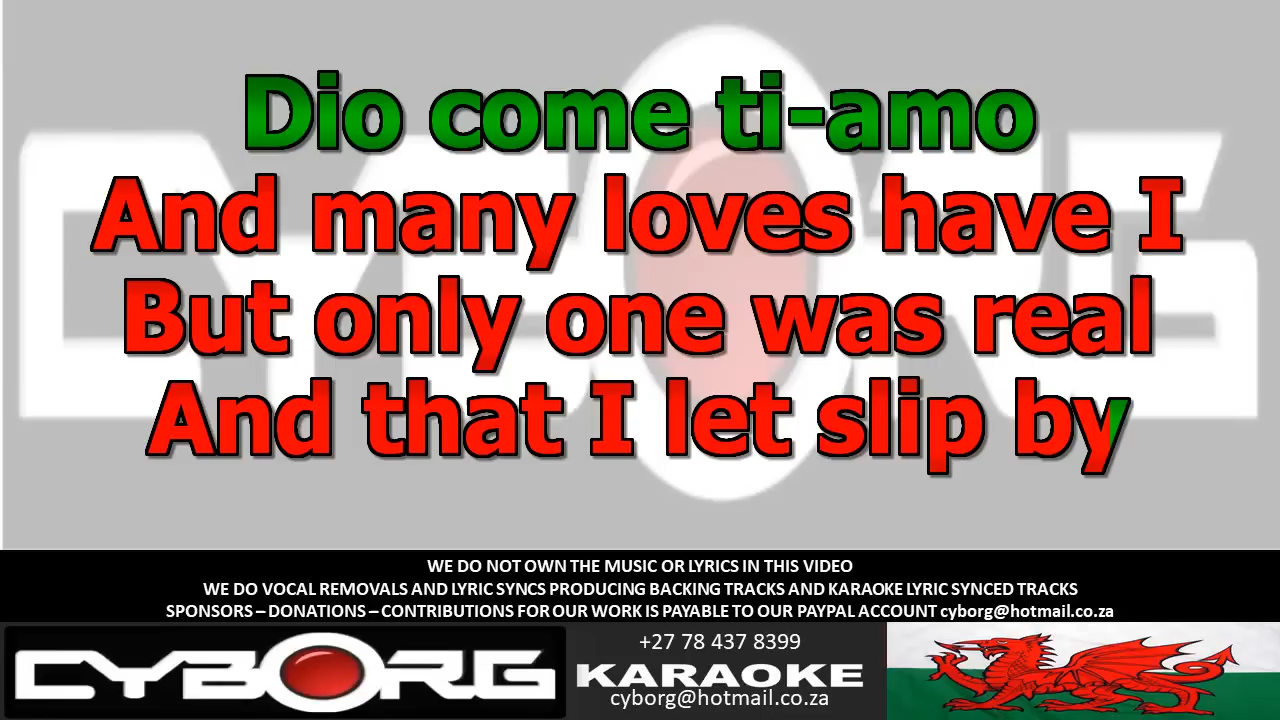 Dio come ti-amo
And many loves have I
But only one was real
And that I let slip by
WE DO NOT OWN THE MUSIC OR LYRICS IN THIS VIDEO
WE DO VOCAL REMOVALS AND LYRIC SYNCS PRODUCING BACKING TRACKS AND KARAOKE LYRIC SYNCED TRACKS
SPONSORS – DONATIONS – CONTRIBUTIONS FOR OUR WORK IS PAYABLE TO OUR PAYPAL ACCOUNT cyborg@hotmail.co.za
CYBORG
+27 78 437 8399
KARAOKE
cyborg@hotmail.co.za